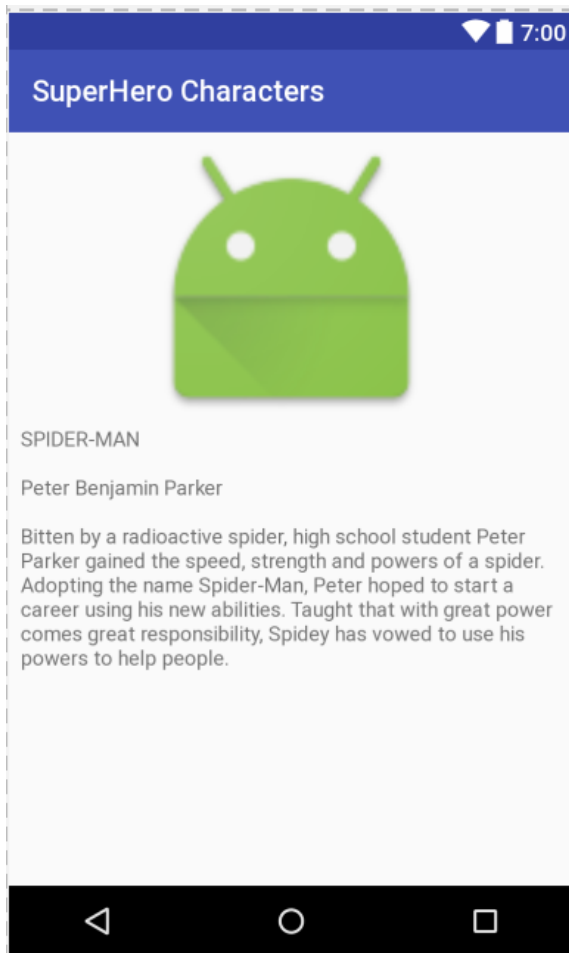 7:00
SuperHero Characters
SPIDER-MAN
Peter Benjamin Parker
Bitten by a radioactive spider, high school student Peter
Parker gained the speed, strength and powers of a spider.
Adopting the name Spider-Man, Peter hoped to start a
career using his new abilities. Taught that with great power
comes great responsibility, Spidey has vowed to use his
powers to help people.